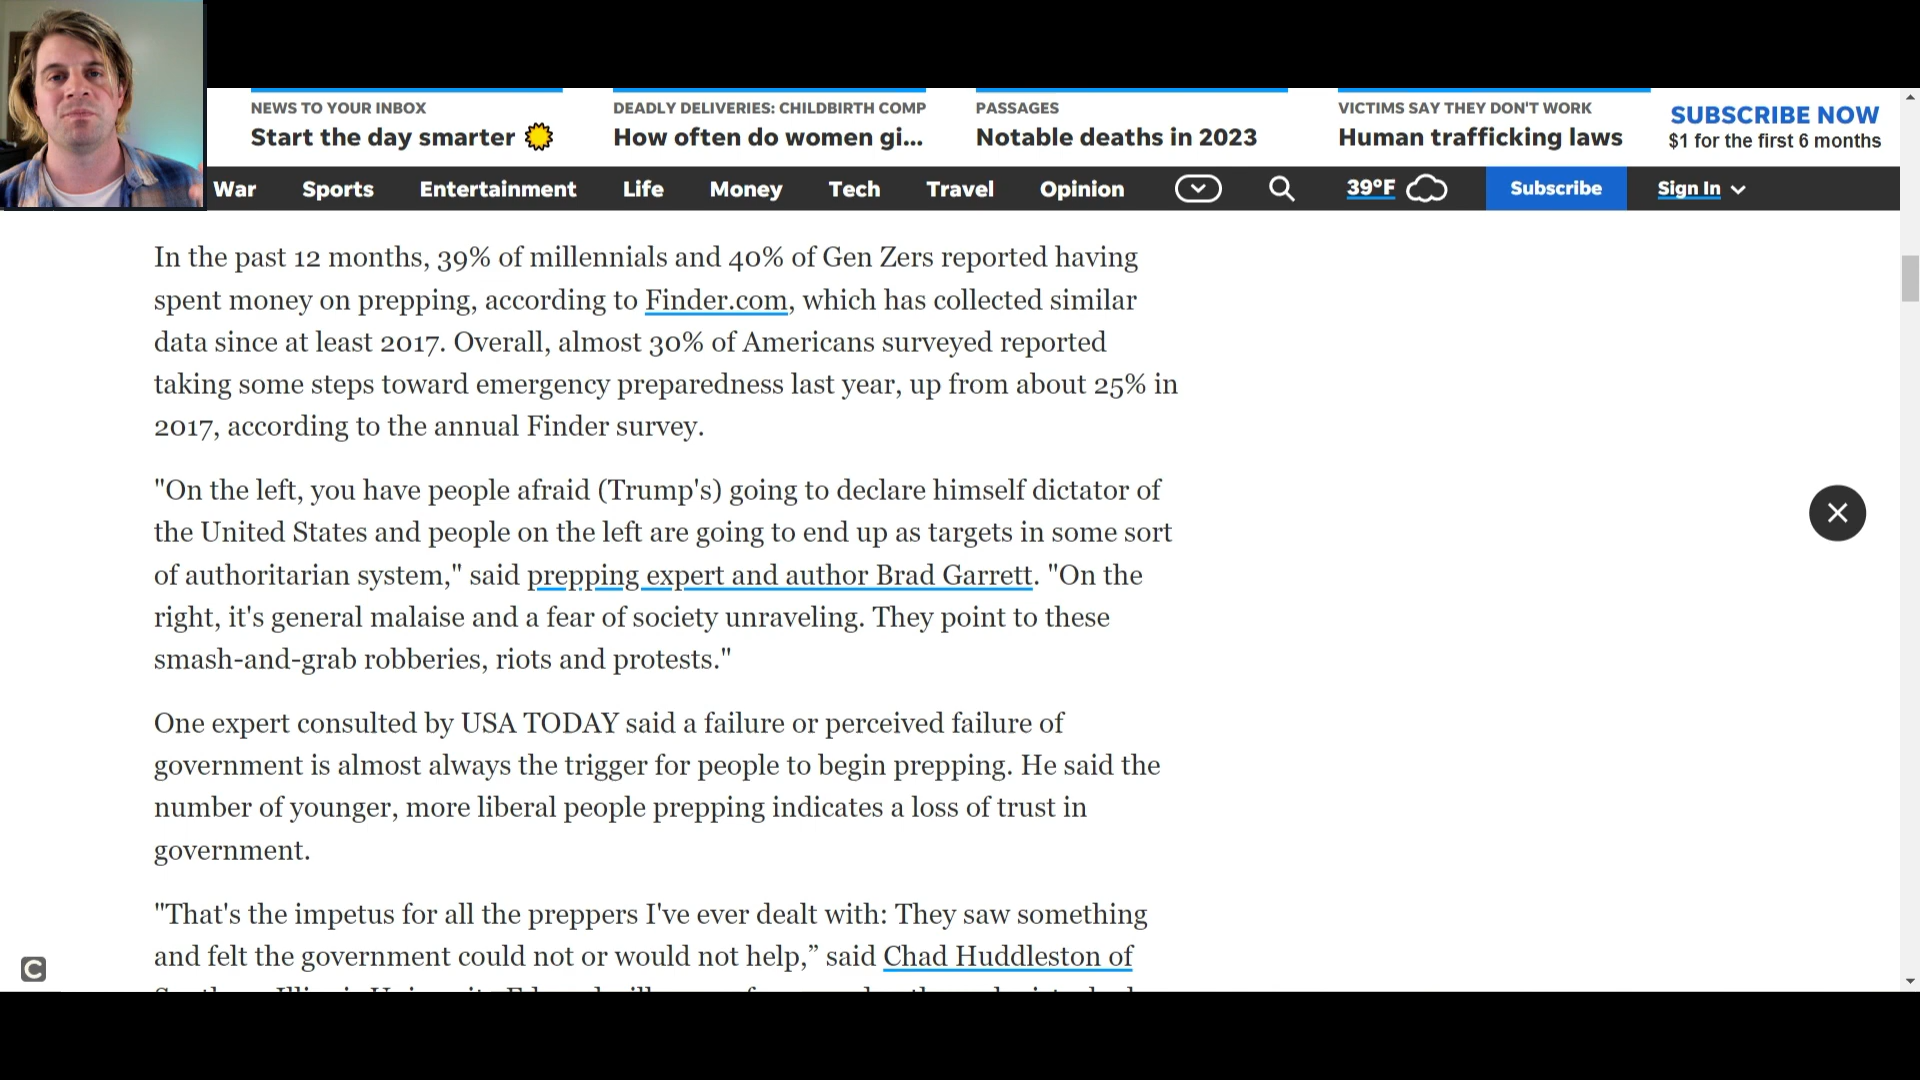 NEWS TO YOUR INBOX
Start the day smarter
DEADLY DELIVERIES: CHILDBIRTH COMP
How often do women gi...
PASSAGES
Notable deaths in 2023
VICTIMS SAY THEY DON'T WORK
Human trafficking laws
SUBSCRIBE NOW
$1 for the first 6 months
War Sports Entertainment Life Money Tech Travel Opinion 39°F Subscribe Sign In
In the past 12 months, 39% of millennials and 40% of Gen Zers reported having
spent money on prepping, according to Finder.com, which has collected similar
data since at least 2017. Overall, almost 30% of Americans surveyed reported
taking some steps toward emergency preparedness last year, up from about 25% in
2017, according to the annual Finder survey.
"On the left, you have people afraid (Trump's) going to declare himself dictator of
the United States and people on the left are going to end up as targets in some sort
of authoritarian system," said prepping expert and author Brad Garrett. "On the
right, it's general malaise and a fear of society unraveling. They point to these
smash-and-grab robberies, riots and protests."
One expert consulted by USA TODAY said a failure or perceived failure of
government is almost always the trigger for people to begin prepping. He said the
number of younger, more liberal people prepping indicates a loss of trust in
government.
"That's the impetus for all the preppers I've ever dealt with: They saw something
and felt the government could not or would not help,” said Chad Huddleston of
C